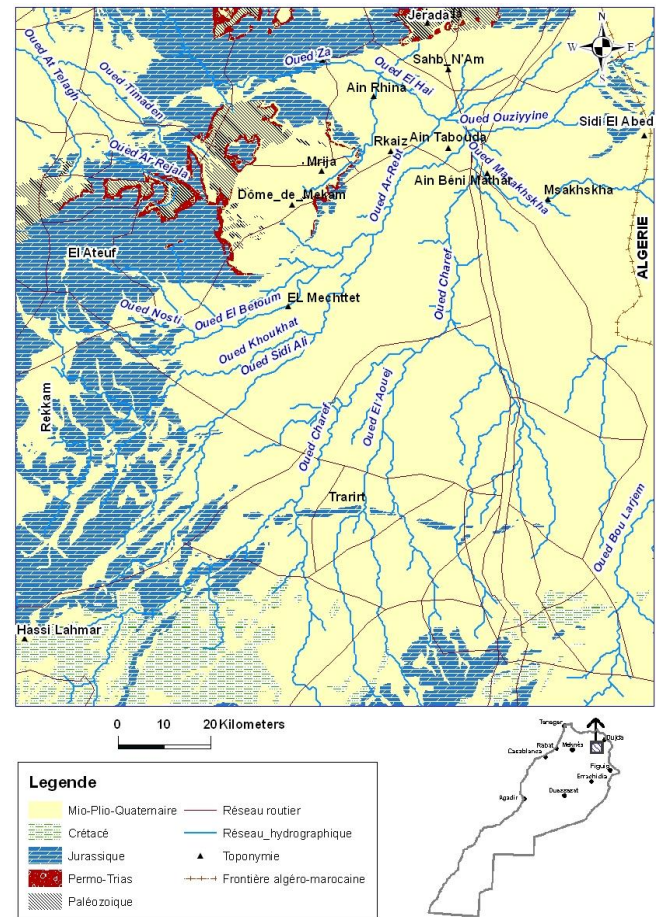 Jerada
N
W
E
S
Oued Za
Sahb_N'Am
Oued El Hai
Oued At Telagh
Oued Timaden
Ain Rhina
Oued Ouziyyine
Sidi El Abed
Rkaiz
Ain Tabouda
Oued Ar-Rejala
Mrija
Oued Ar-Rebt
Oued Masakhskha
Ain Béni Mathar
Msakhskha
Dôme_de_Mekam
ALGERIE
El Ateuf
Oued Charef
Oued Nosti
Oued El Betoum
EL Mechttet
Oued Khoukhat
Oued Sidi Ali
Rekkam
Oued Charef
Oued El Aouej
Trarirt
Oued Bou Larjem
Hassi Lahmar
0 10 20 Kilometers
Tanager
Oujda
Rabat
Meknès
Casablanca
Figuig
Errachidia
Agadir
Ouarzazat
Legende
Mio-Plio-Quaternaire
Réseau routier
Crétacé
Réseau_hydrographique
Jurassique
Toponymie
Permo-Trias
Frontière algéro-marocaine
Paléozoique